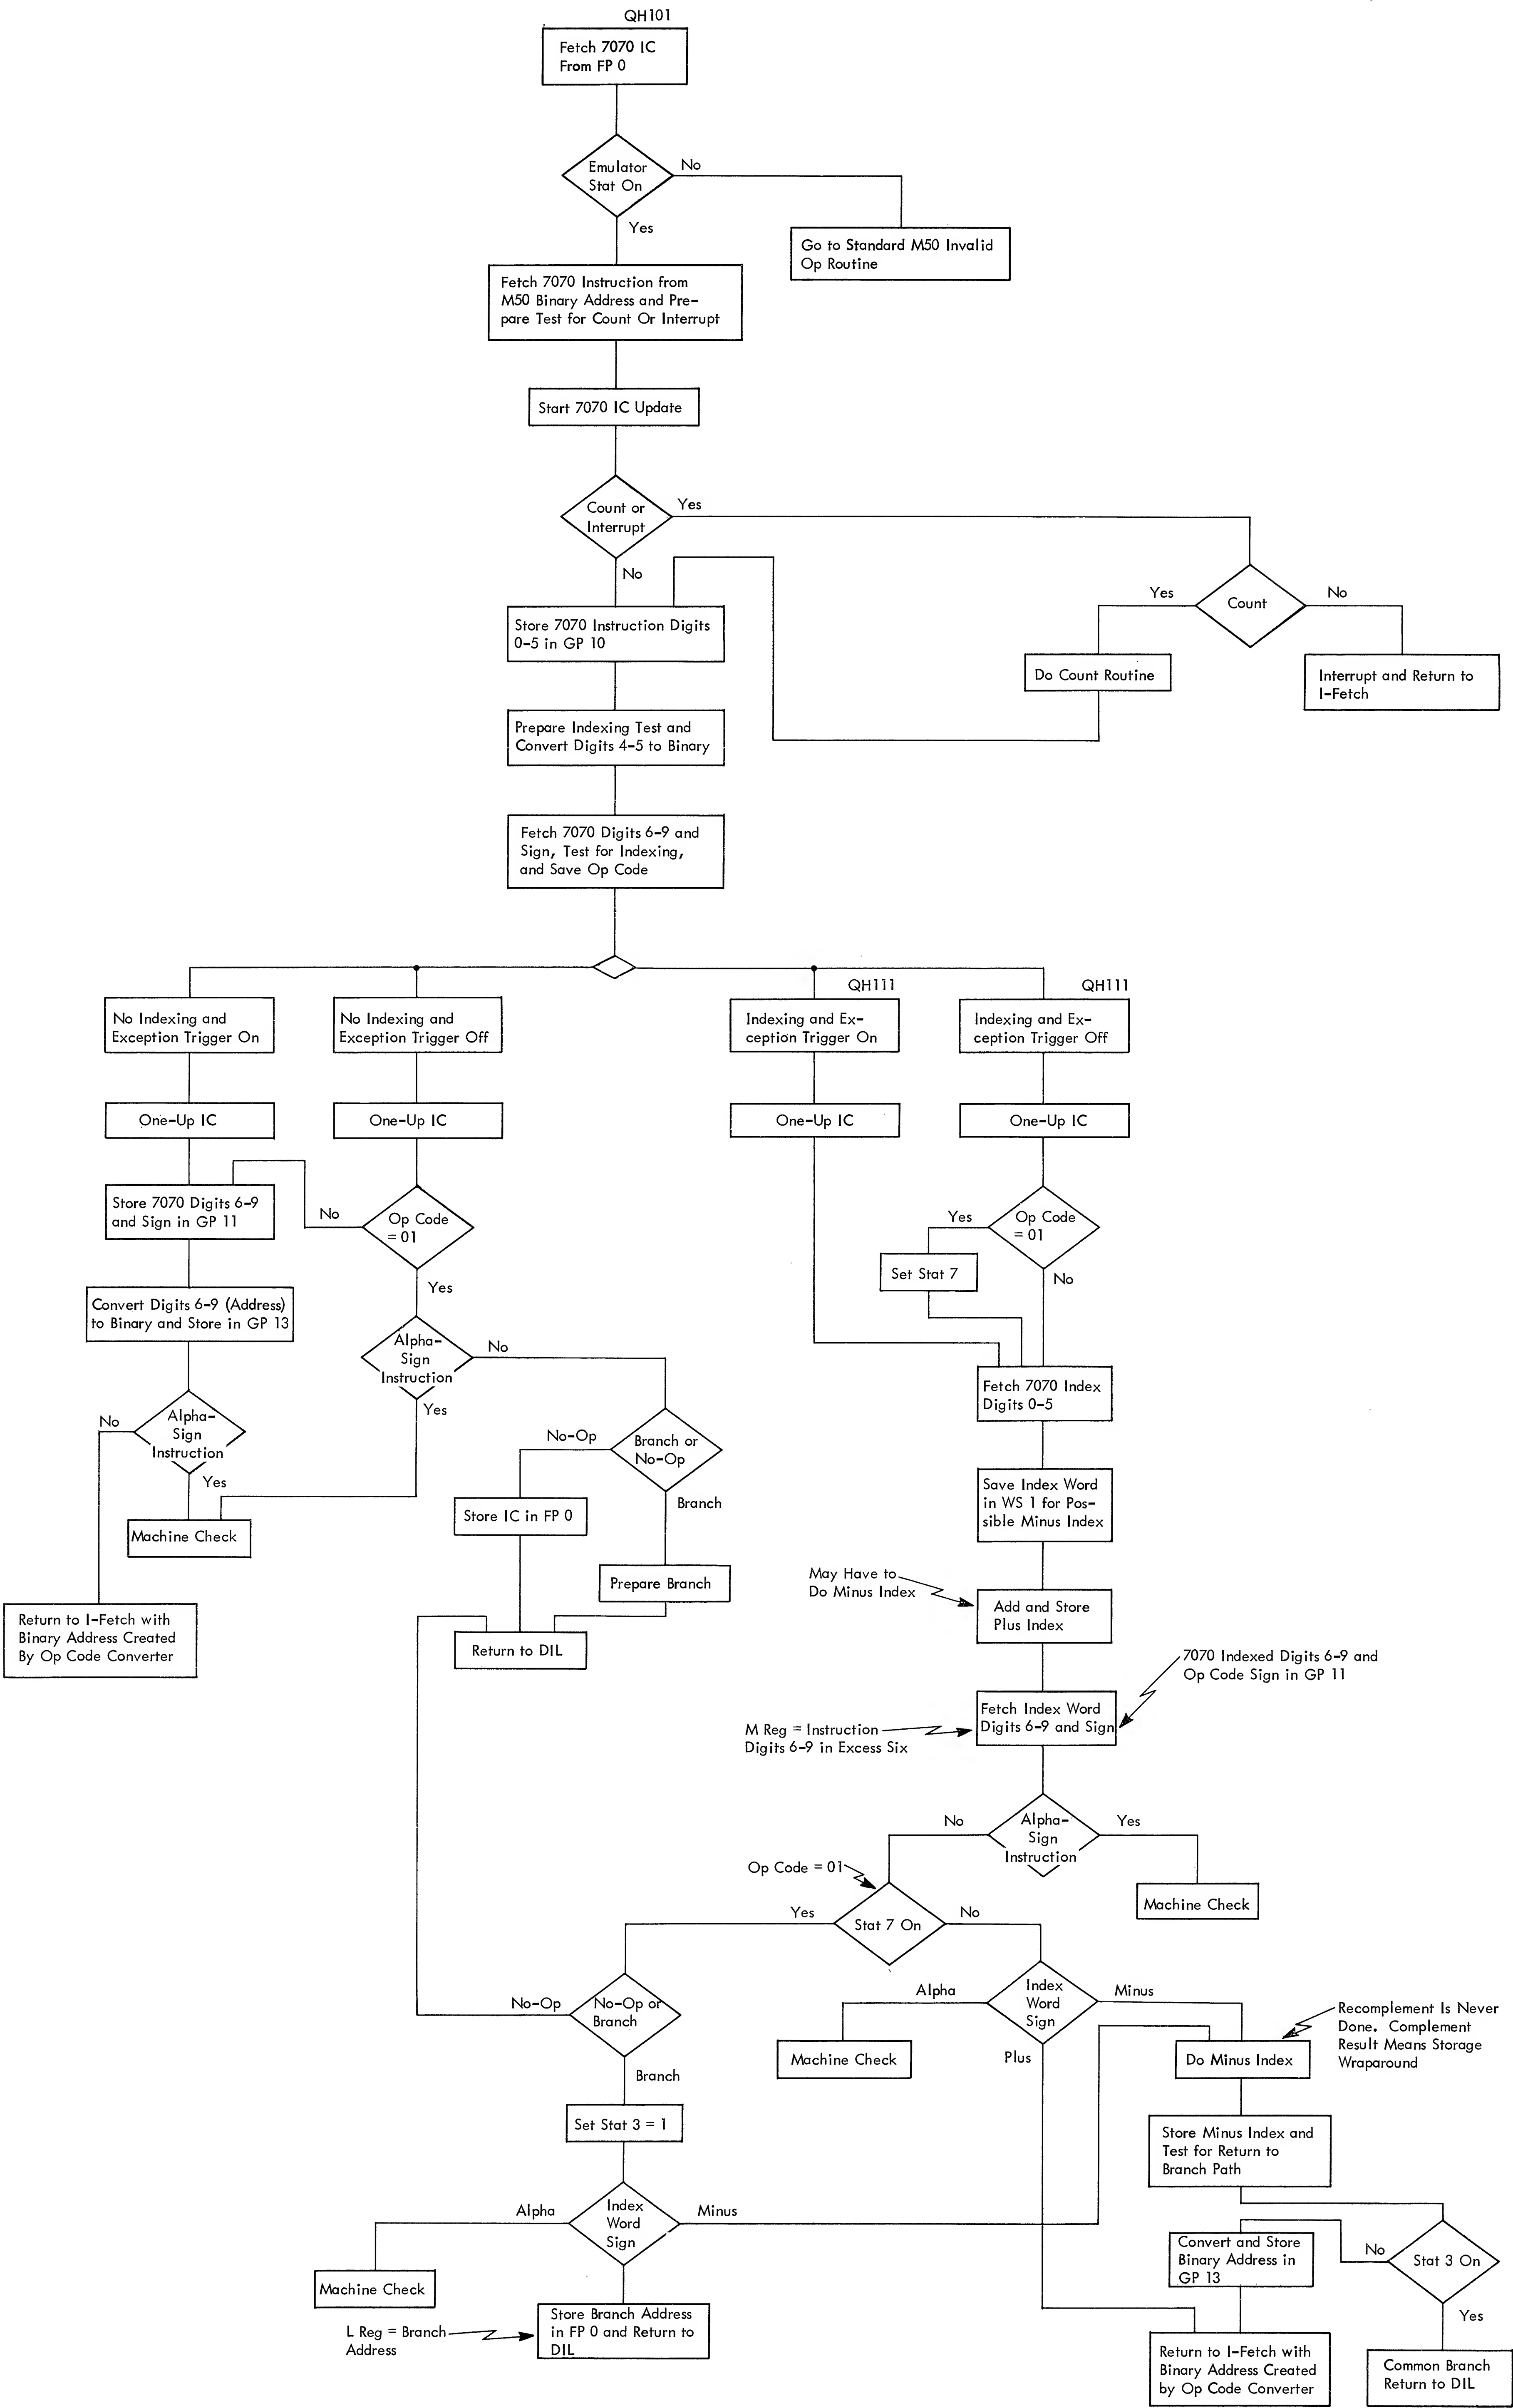 QH101
Fetch 7070 IC
From FP 0
Emulator
Stat On
No
Yes
Go to Standard M50 Invalid
Op Routine
Fetch 7070 Instruction from
M50 Binary Address and Pre-
pare Test for Count Or Interrupt
Start 7070 IC Update
Count or
Interrupt
Yes
No
Count
Yes
No
Store 7070 Instruction Digits
0-5 in GP 10
Do Count Routine
Interrupt and Return to
I-Fetch
Prepare Indexing Test and
Convert Digits 4-5 to Binary
Fetch 7070 Digits 6-9 and
Sign, Test for Indexing,
and Save Op Code
QH111
QH111
No Indexing and
Exception Trigger On
No Indexing and
Exception Trigger Off
Indexing and Ex-
ception Trigger On
Indexing and Ex-
ception Trigger Off
One-Up IC
One-Up IC
One-Up IC
One-Up IC
Store 7070 Digits 6-9
and Sign in GP 11
No
Op Code
= 01
Yes
Yes
Op Code
= 01
No
Set Stat 7
Convert Digits 6-9 (Address)
to Binary and Store in GP 13
Alpha-
Sign
Instruction
No
Yes
Fetch 7070 Index
Digits 0-5
No
Alpha-
Sign
Instruction
Yes
No-Op
Branch or
No-Op
Branch
Machine Check
Store IC in FP 0
Save Index Word
in WS 1 for Pos-
sible Minus Index
Prepare Branch
May Have to
Do Minus Index
Add and Store
Plus Index
Return to I-Fetch with
Binary Address Created
By Op Code Converter
Return to DIL
7070 Indexed Digits 6-9 and
Op Code Sign in GP 11
Fetch Index Word
Digits 6-9 and Sign
M Reg = Instruction
Digits 6-9 in Excess Six
No
Alpha-
Sign
Instruction
Yes
Op Code = 01
Machine Check
Yes
Stat 7 On
No
No-Op
No-Op or
Branch
Branch
Alpha
Index
Word
Sign
Minus
Plus
Machine Check
Do Minus Index
Recomplement Is Never
Done. Complement
Result Means Storage
Wraparound
Set Stat 3 = 1
Store Minus Index and
Test for Return to
Branch Path
Alpha
Index
Word
Sign
Minus
Machine Check
Convert and Store
Binary Address in
GP 13
No
Stat 3 On
Yes
L Reg = Branch
Address
Store Branch Address
in FP 0 and Return to
DIL
Return to I-Fetch with
Binary Address Created
by Op Code Converter
Common Branch
Return to DIL